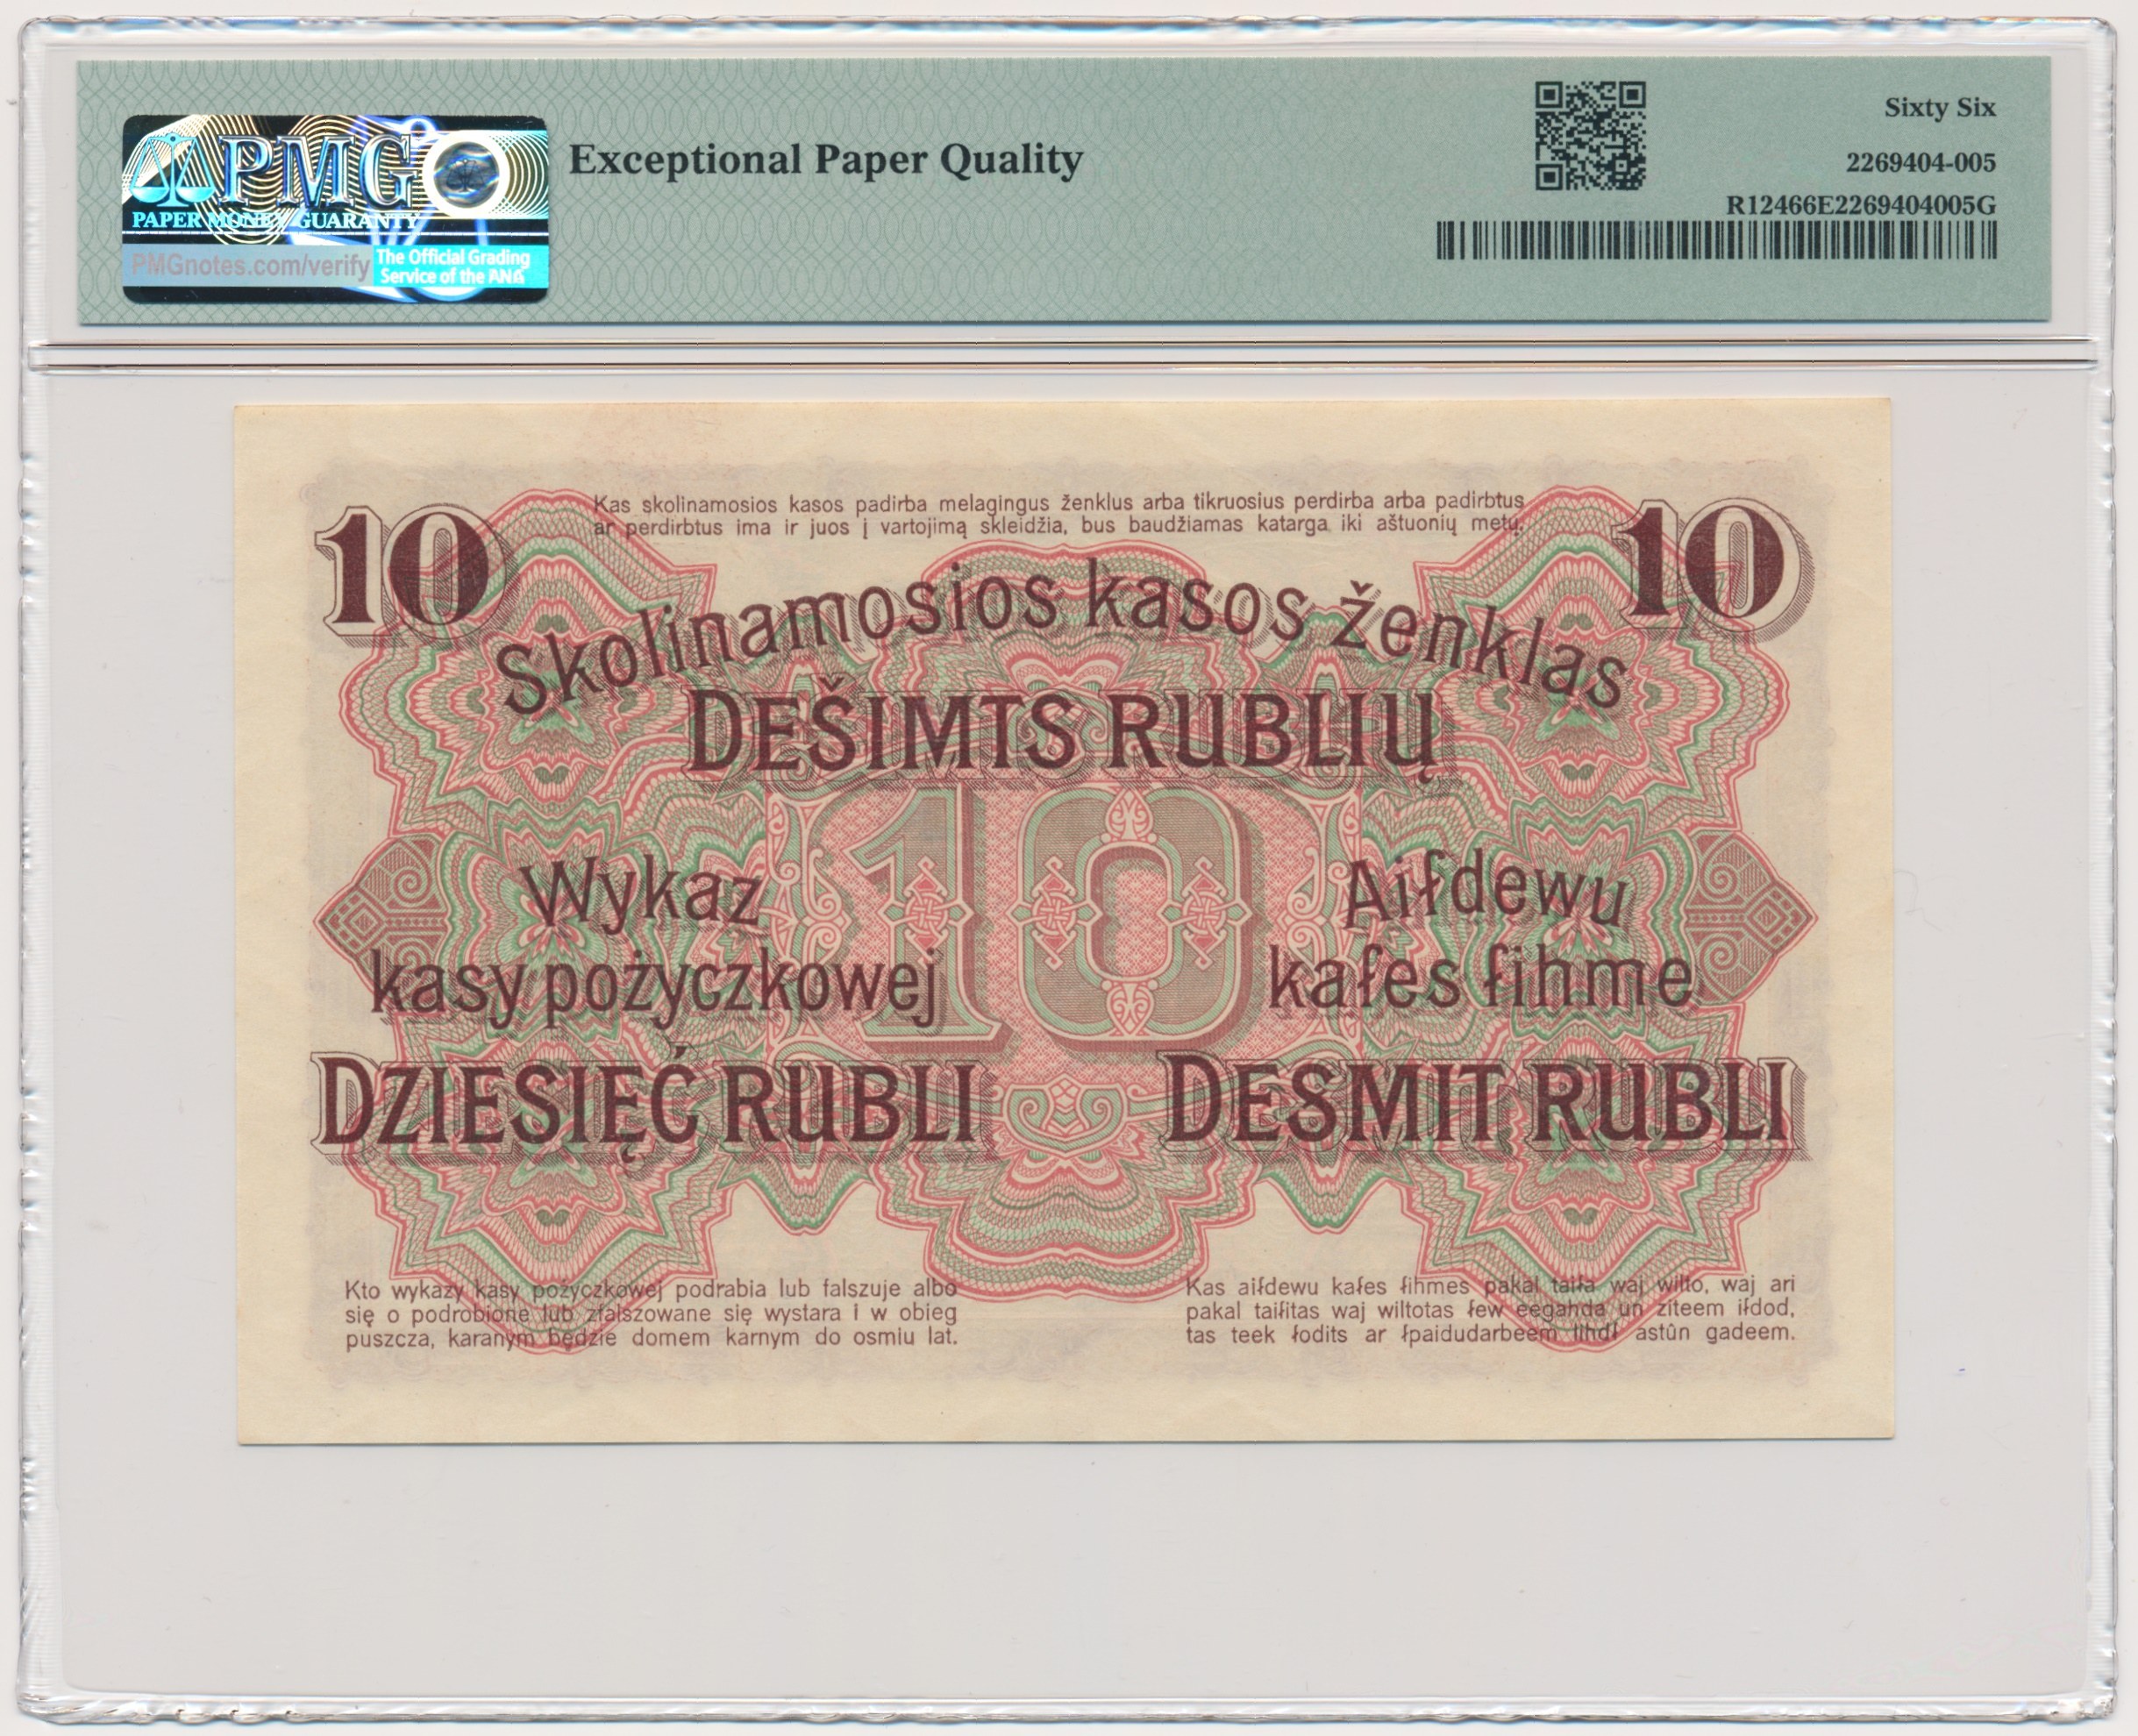 PMG
PAPER MONEY GUARANTY
PMGnotes.com/verify
The Official Grading
Service of the ANA
Exceptional Paper Quality
Sixty Six
2269404-005
R12466E2269404005G
Kas skolinamosios kasos padirba melagingus ženklus arba tikruosius perdirba arba padirbtus
ar perdirbtus ima ir juos į vartojimą skleidžia, bus baudžiamas katarga iki aštuonių metų.
10
10
Skolinamosios kasos ženklas
DEŠIMTS RUBLIŲ
10
Wykaz
kasy pożyczkowej
DZIESIĘĆ RUBLI
Aiſdewu
kaſes ſihme
DESMIT RUBLI
Kto wykazy kasy pożyczkowej podrabia lub falszuje albo
się o podrobione lub zfalszowane się wystara i w obieg
puszcza, karanym będzie domem karnym do osmiu lat.
Kas aiſdewu kaſes ſihmes pakaļ taiſa waj wilto, waj ari
pakaļ taiſitas waj wiltotas ſew eegahdā un ziteem iſdod,
tas teek ſodits ar ſpaidudarbeem lihdſ astûn gadeem.